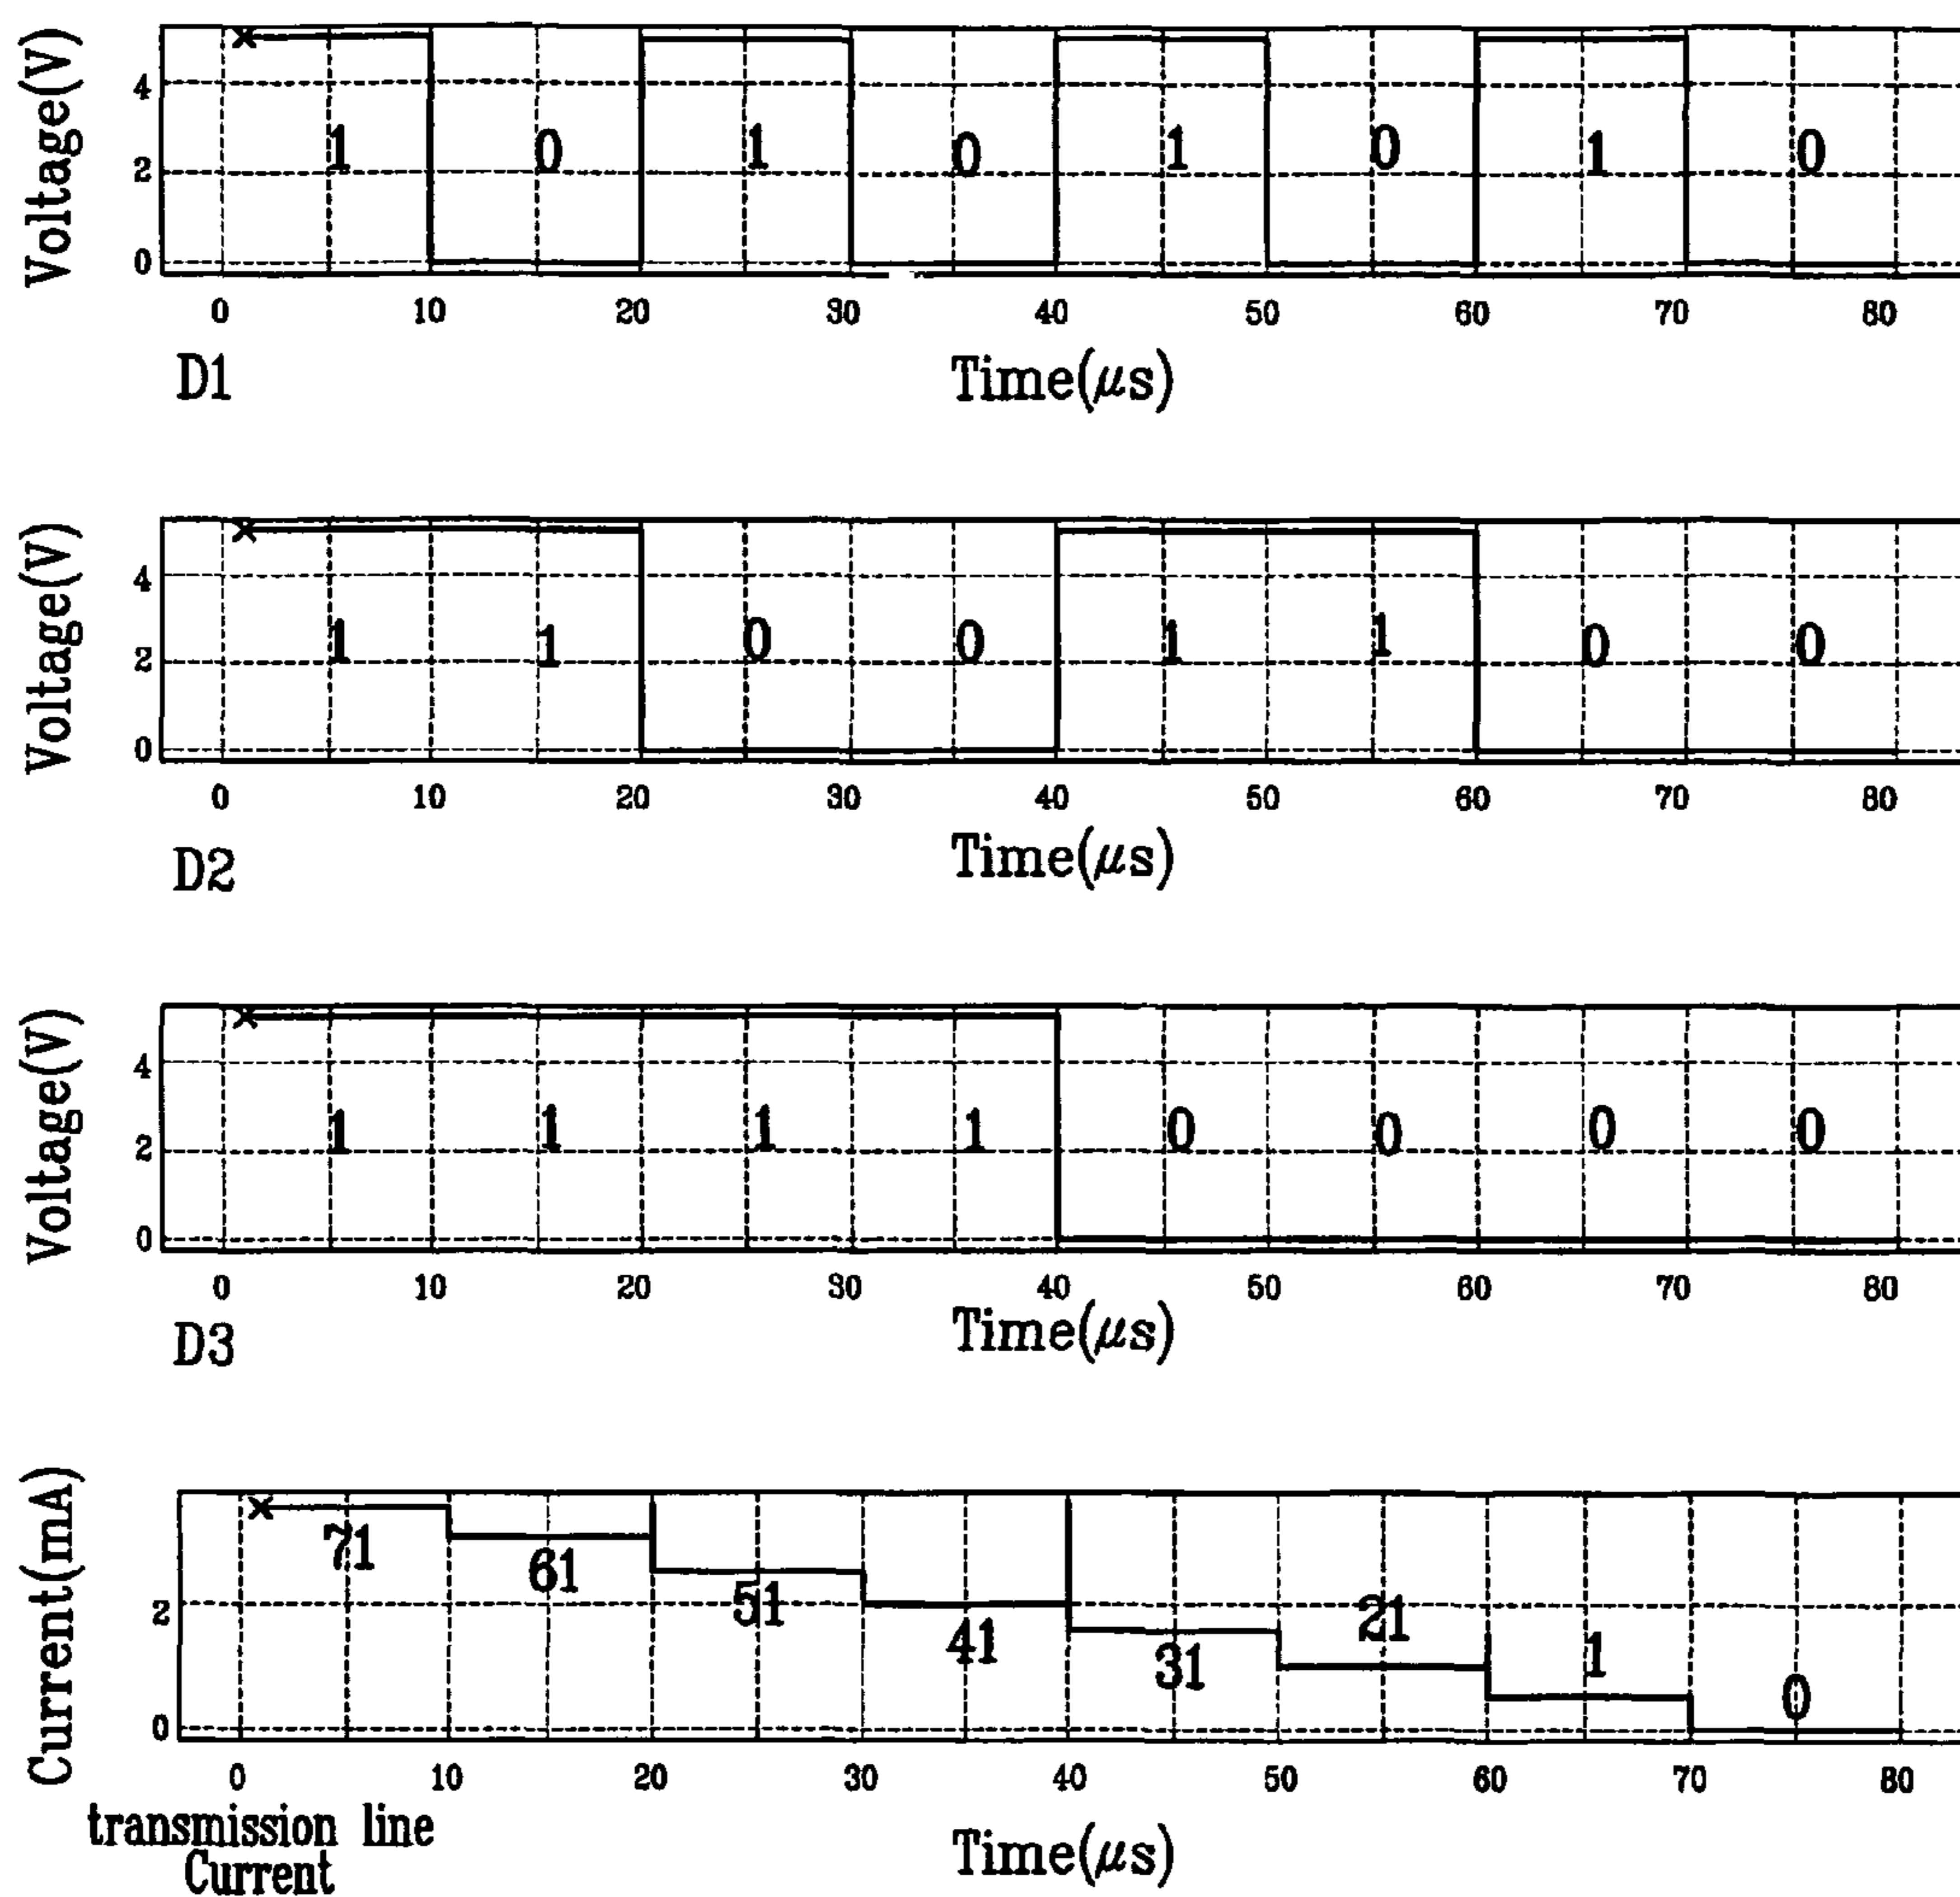 Voltage(V)
4
2
0
1 0 1 0 1 0 1 0
0 10 20 30 40 50 60 70 80
D1
Time(μs)
Voltage(V)
4
2
0
1 1 0 0 1 1 0 0
0 10 20 30 40 50 60 70 80
D2
Time(μs)
Voltage(V)
4
2
0
1 1 1 1 0 0 0 0
0 10 20 30 40 50 60 70 80
D3
Time(μs)
Current(mA)
2
0
71 61 51 41 31 21 1 0
0 10 20 30 40 50 60 70 80
transmission line
Current
Time(μs)